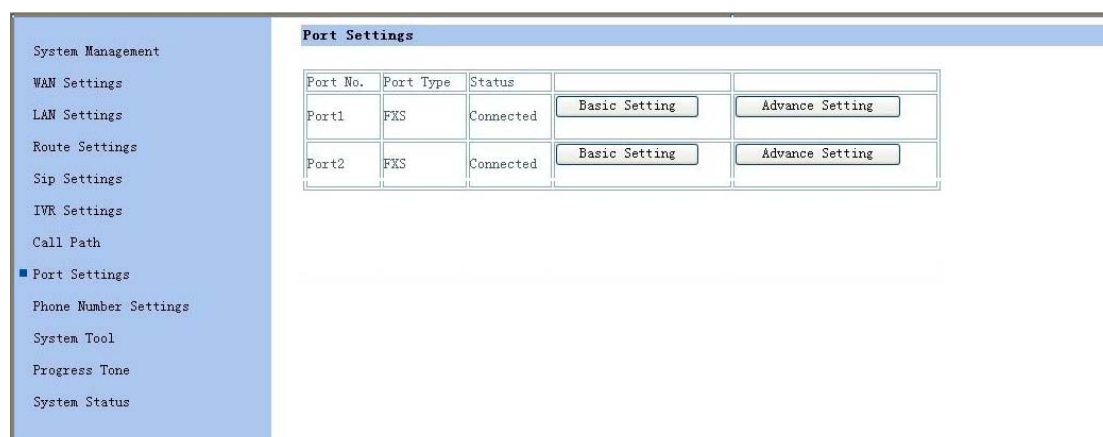 System Management
WAN Settings
LAN Settings
Route Settings
Sip Settings
IVR Settings
Call Path
Port Settings
Phone Number Settings
System Tool
Progress Tone
System Status
Port Settings
Port No. Port Type Status
Port1 FXS Connected Basic Setting Advance Setting
Port2 FXS Connected Basic Setting Advance Setting